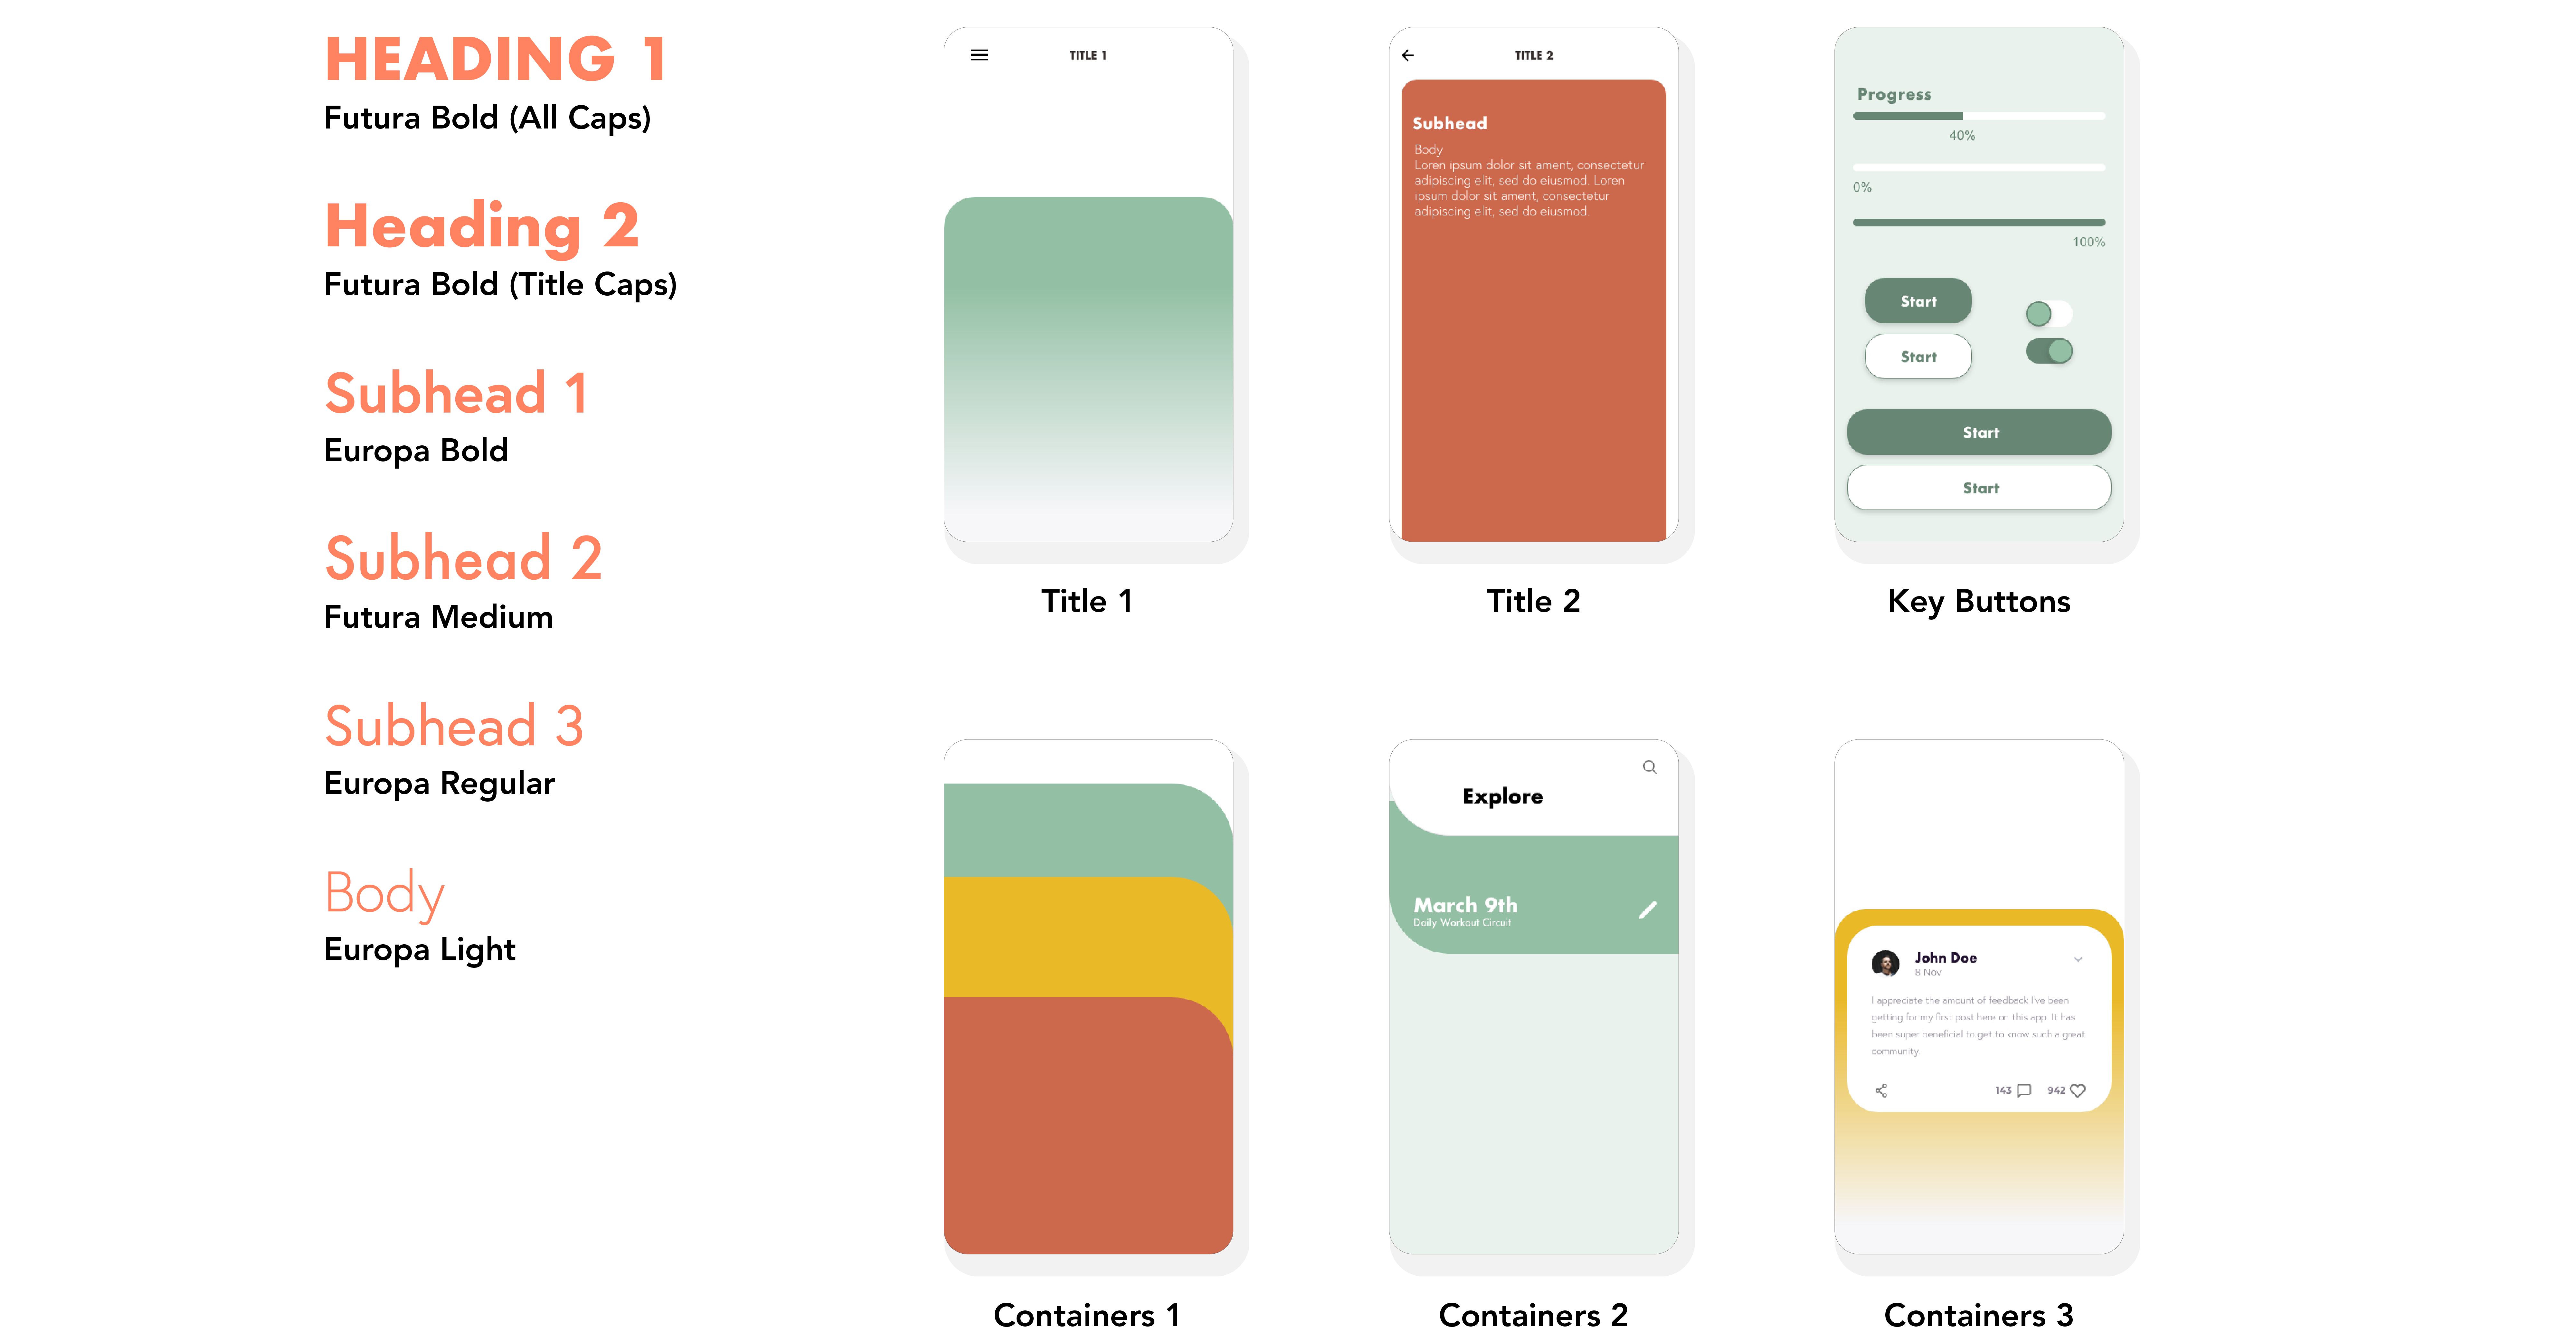 HEADING 1
Futura Bold (All Caps)
Heading 2
Futura Bold (Title Caps)
Subhead 1
Europa Bold
Subhead 2
Futura Medium
Subhead 3
Europa Regular
Body
Europa Light
TITLE 1
Title 1
TITLE 2
Subhead
Body
Loren ipsum dolor sit ament, consectetur
adipiscing elit, sed do eiusmod. Loren
ipsum dolor sit ament, consectetur
adipiscing elit, sed do eiusmod.
Title 2
Progress
40%
0%
100%
Start
Start
Start
Start
Key Buttons
Containers 1
Explore
March 9th
Daily Workout Circuit
Containers 2
John Doe
8 Nov
I appreciate the amount of feedback I've been
getting for my first post here on this app. It has
been super beneficial to get to know such a great
community.
143 942
Containers 3